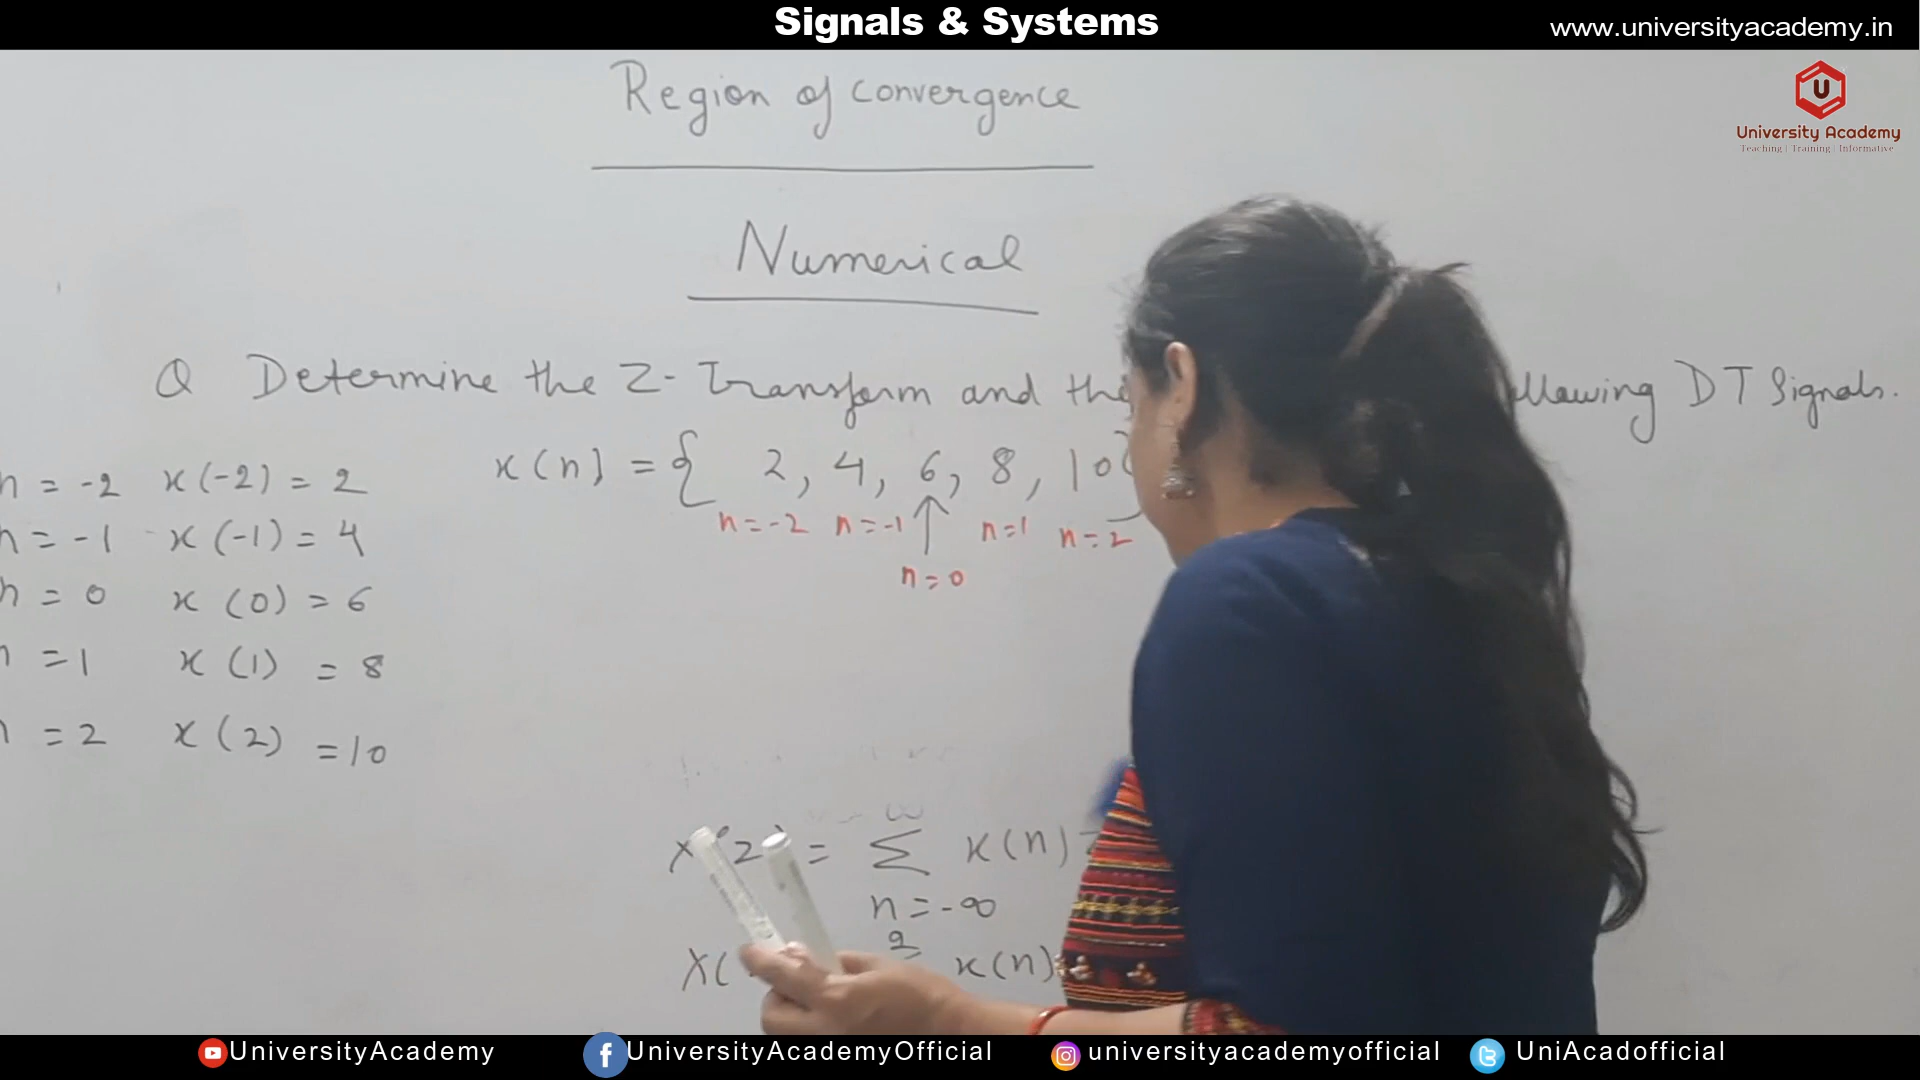 Signals & Systems
www.universityacademy.in
U
University Academy
Teaching | Training | Informative
Region of convergence
Numerical
Q Determine the Z-Transform and the llowing DT Signals.
x(n) = { 2, 4, 6, 8, 10}
n=-2 n=-1 n=1 n=2
n=0
n = -2 x(-2) = 2
n = -1 x(-1) = 4
n = 0 x(0) = 6
n = 1 x(1) = 8
n = 2 x(2) = 10
X(z) = Σ x(n)
n=-∞
2
X( x(n)
UniversityAcademy
UniversityAcademyOfficial
universityacademyofficial
UniAcadofficial